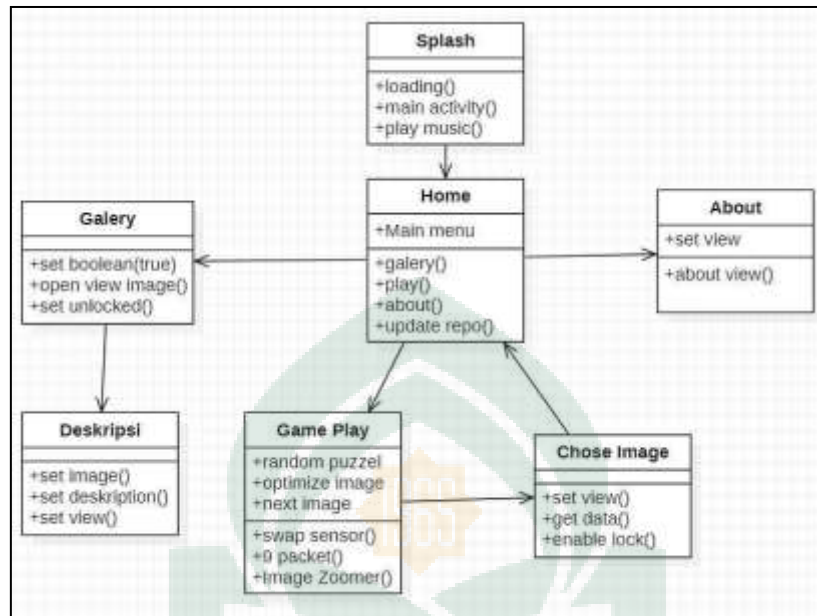 Splash
+loading()
+main activity()
+play music()
Home
+Main menu
+galery()
+play()
+about()
+update repo()
About
+set view
+about view()
Galery
+set boolean(true)
+open view image()
+set unlocked()
Deskripsi
+set image()
+set deskription()
+set view()
Game Play
+random puzzel
+optimize image
+next image
+swap sensor()
+9 packet()
+Image Zoomer()
Chose Image
+set view()
+get data()
+enable lock()
1965